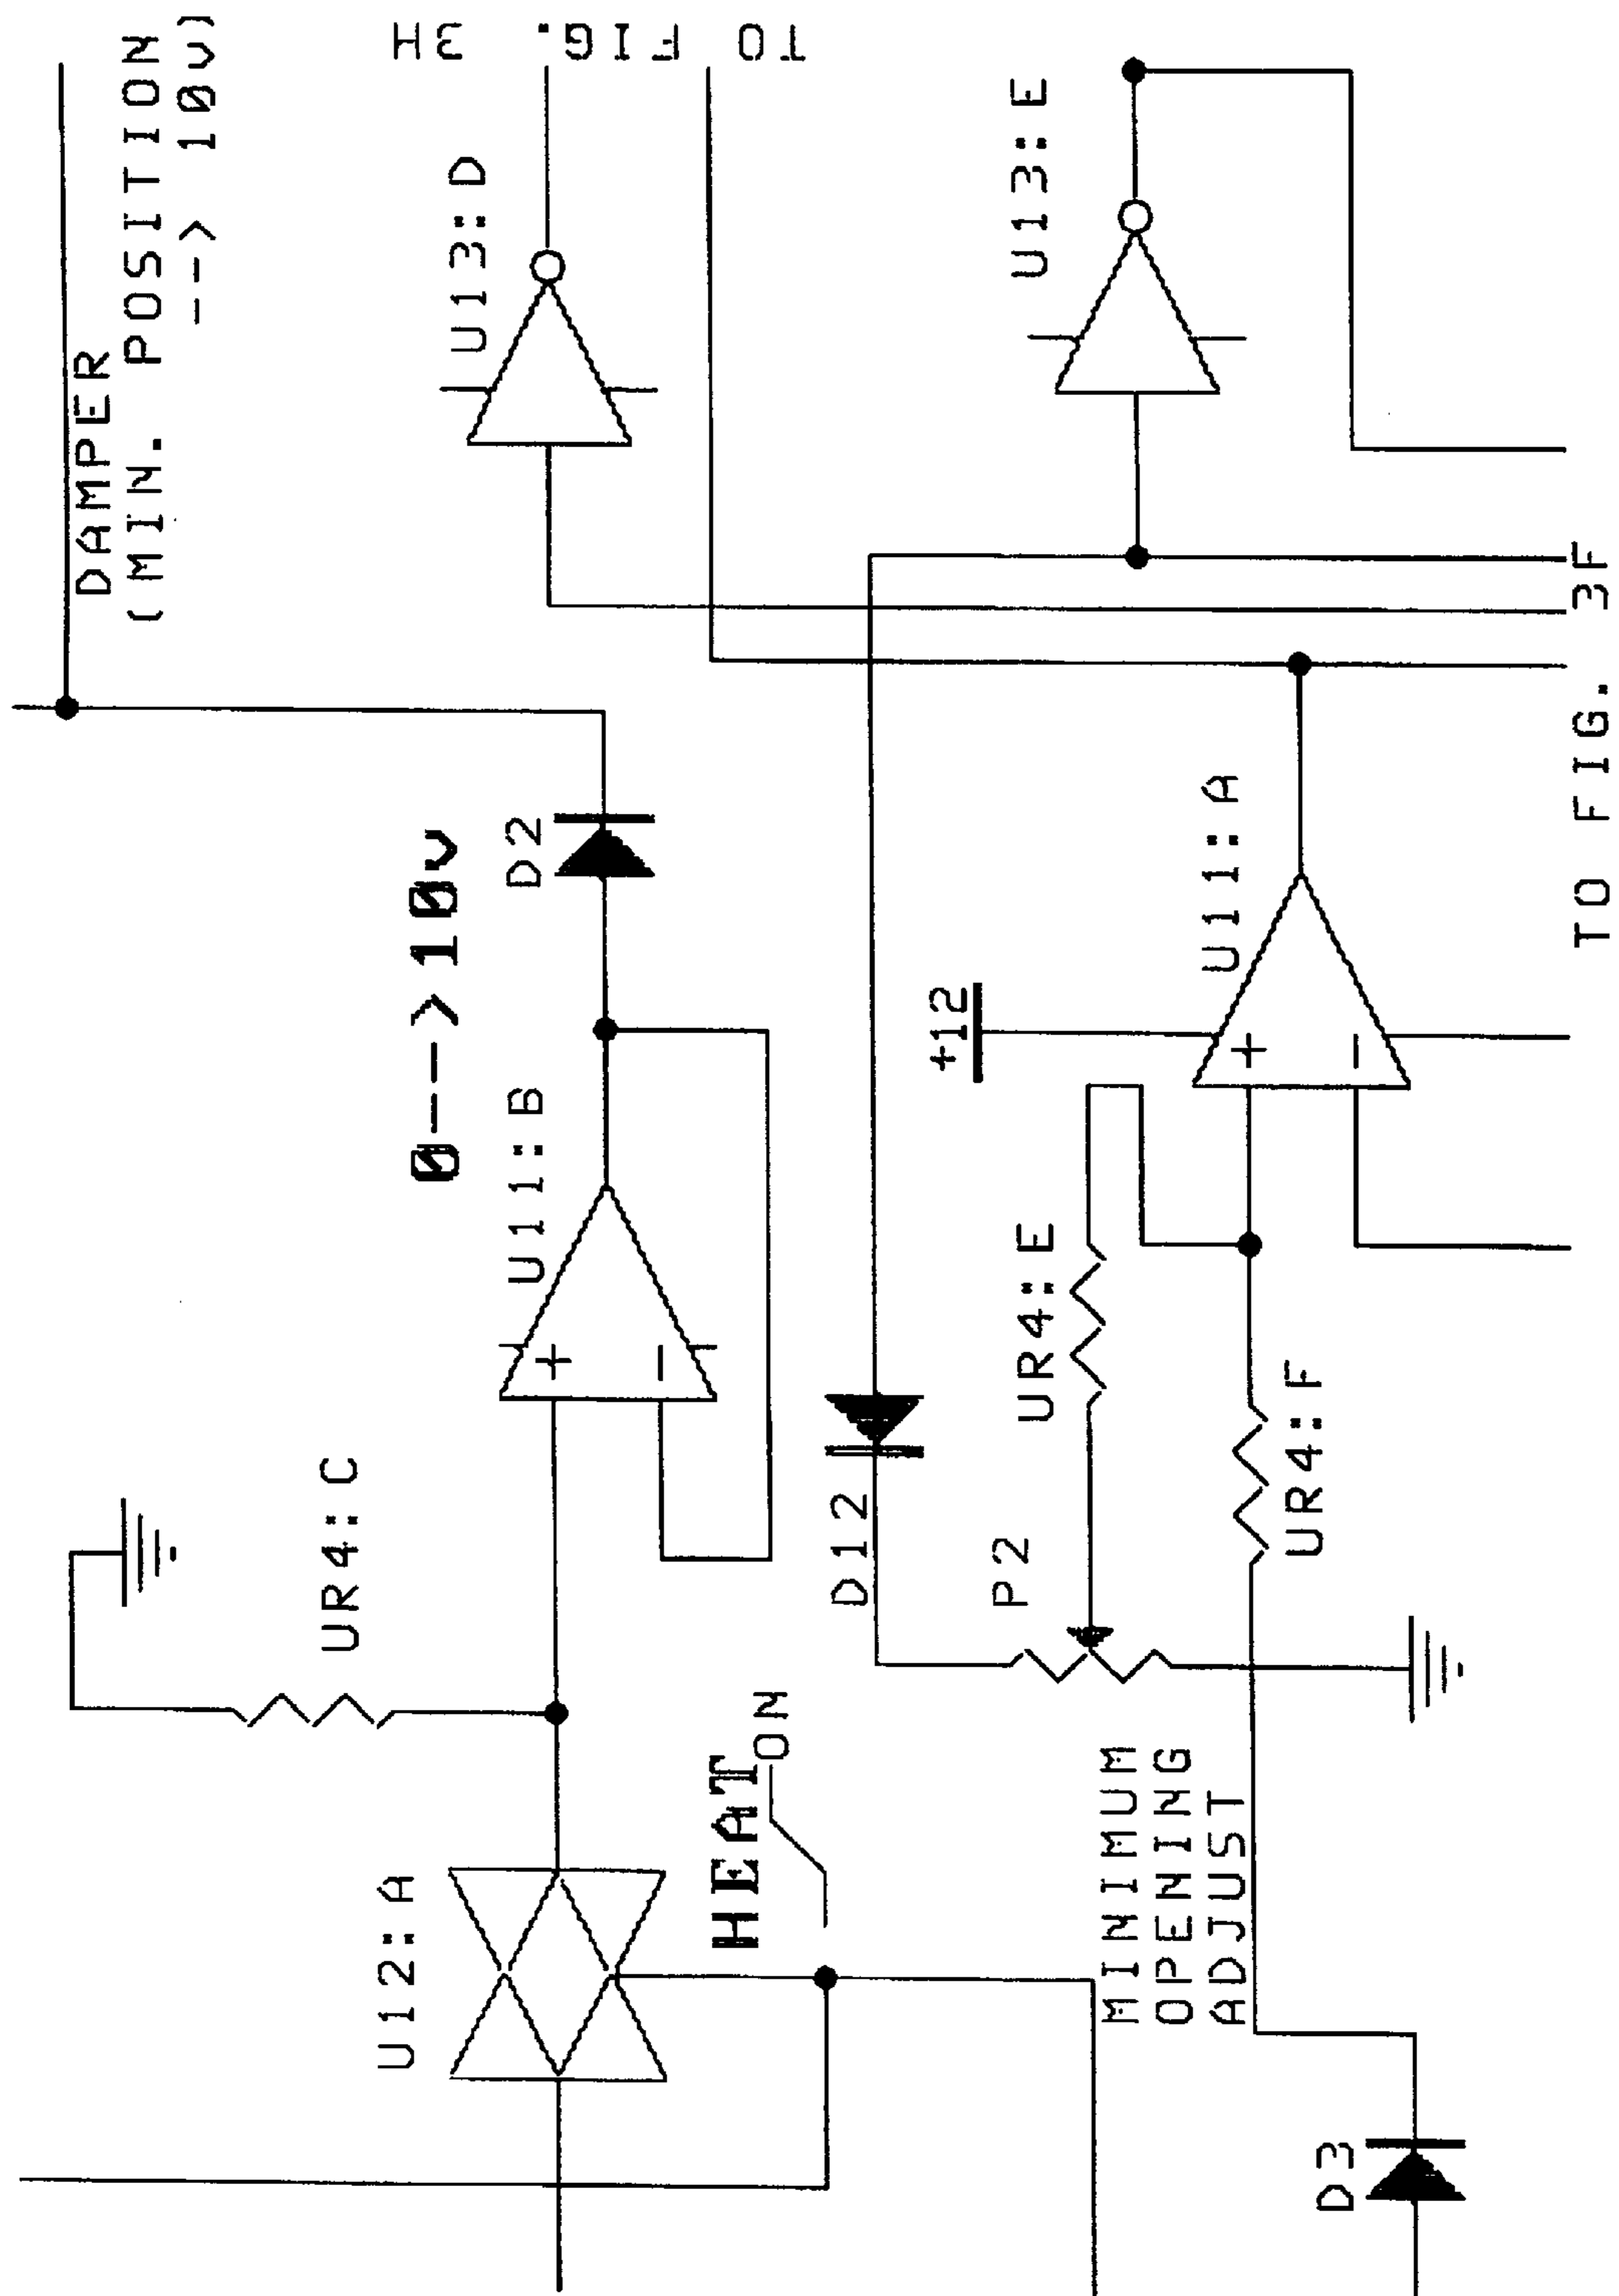 DAMPER
(MIN. POSITION
--> 10v)
TO FIG. 3H
U13::D
U13::E
0--->10v
D2
U11::B
UR4::C
U12::A
HEAT
ON
D12
P2
UR4::E
+12
U11::A
UR4::F
MINIMUM
OPENING
ADJUST
D3
TO FIG. 3F
+
-
+
-